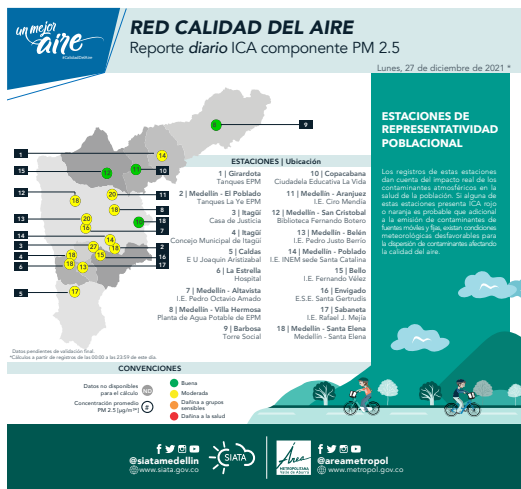 un mejor
aire
#CalidadDelAire
RED CALIDAD DEL AIRE
Reporte diario ICA componente PM 2.5
Lunes, 27 de diciembre de 2021 *
ESTACIONES DE
REPRESENTATIVIDAD
POBLACIONAL
Los registros de estas estaciones
dan cuenta del impacto real de los
contaminantes atmosféricos en la
salud de la población. Si alguna de
estas estaciones presenta ICA rojo
o naranja es probable que adicional
a la emisión de contaminantes de
fuentes móviles y fijas, existan condiciones
meteorológicas desfavorables para
la dispersión de contaminantes afectando
la calidad del aire.
9
1
14
15
12
11
10
12
18
20
11
18
8
13
20
16
18
7
14
14
27
18
2
3
18
15
4
16
6
18
13
17
5
17
ESTACIONES | Ubicación
1 | Girardota
Tanques EPM
2 | Medellín - El Poblado
Tanques La Ye EPM
3 | Itagüí
Casa de Justicia
4 | Itagüí
Concejo Municipal de Itagüí
5 | Caldas
E U Joaquin Aristizabal
6 | La Estrella
Hospital
7 | Medellín - Altavista
I.E. Pedro Octavio Amado
8 | Medellín - Villa Hermosa
Planta de Agua Potable de EPM
9 | Barbosa
Torre Social
10 | Copacabana
Ciudadela Educativa La Vida
11 | Medellín - Aranjuez
I.E. Ciro Mendía
12 | Medellín - San Cristobal
Biblioteca Fernando Botero
13 | Medellín - Belén
I.E. Pedro Justo Berrio
14 | Medellín - Poblado
I.E. INEM sede Santa Catalina
15 | Bello
I.E. Fernando Vélez
16 | Envigado
E.S.E. Santa Gertrudis
17 | Sabaneta
I.E. Rafael J. Mejía
18 | Medellín - Santa Elena
Medellín - Santa Elena
Datos pendientes de validación final.
*Cálculos a partir de registros de las 00:00 a las 23:59 de este día.
CONVENCIONES
Datos no disponibles
para el cálculo
ND
Concentración promedio
PM 2.5 [µg/m³]
#
Buena
Moderada
Dañina a grupos
sensibles
Dañina a la salud
@siatamedellin
www.siata.gov.co
SIATA
Área
METROPOLITANA
Valle de Aburrá
@areametropol
www.metropol.gov.co